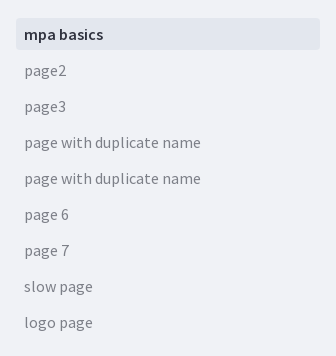 mpa basics
page2
page3
page with duplicate name
page with duplicate name
page 6
page 7
slow page
logo page